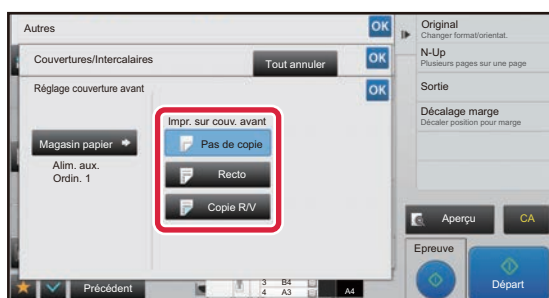 Autres
OK
Couvertures/Intercalaires
Tout annuler
OK
Réglage couverture avant
OK
Impr. sur couv. avant
Magasin papier
Alim. aux.
Ordin. 1
Pas de copie
Recto
Copie R/V
Original
Changer format/orientat.
N-Up
Plusieurs pages sur une page
Sortie
Décalage marge
Décaler position pour marge
Aperçu
CA
Epreuve
Départ
Précédent
3 B4
4 A3
A4